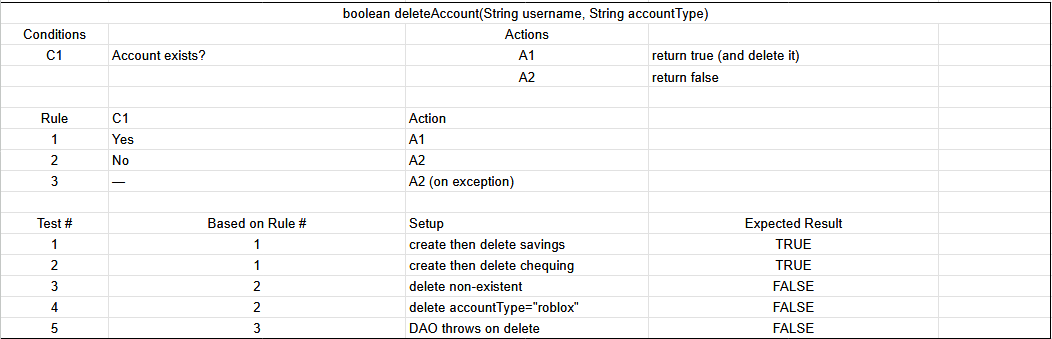 boolean deleteAccount(String username, String accountType)
Conditions Actions
C1 Account exists? A1 return true (and delete it)
A2 return false
Rule C1 Action
1 Yes A1
2 No A2
3 — A2 (on exception)
Test # Based on Rule # Setup Expected Result
1 1 create then delete savings TRUE
2 1 create then delete chequing TRUE
3 2 delete non-existent FALSE
4 2 delete accountType="roblox" FALSE
5 3 DAO throws on delete FALSE